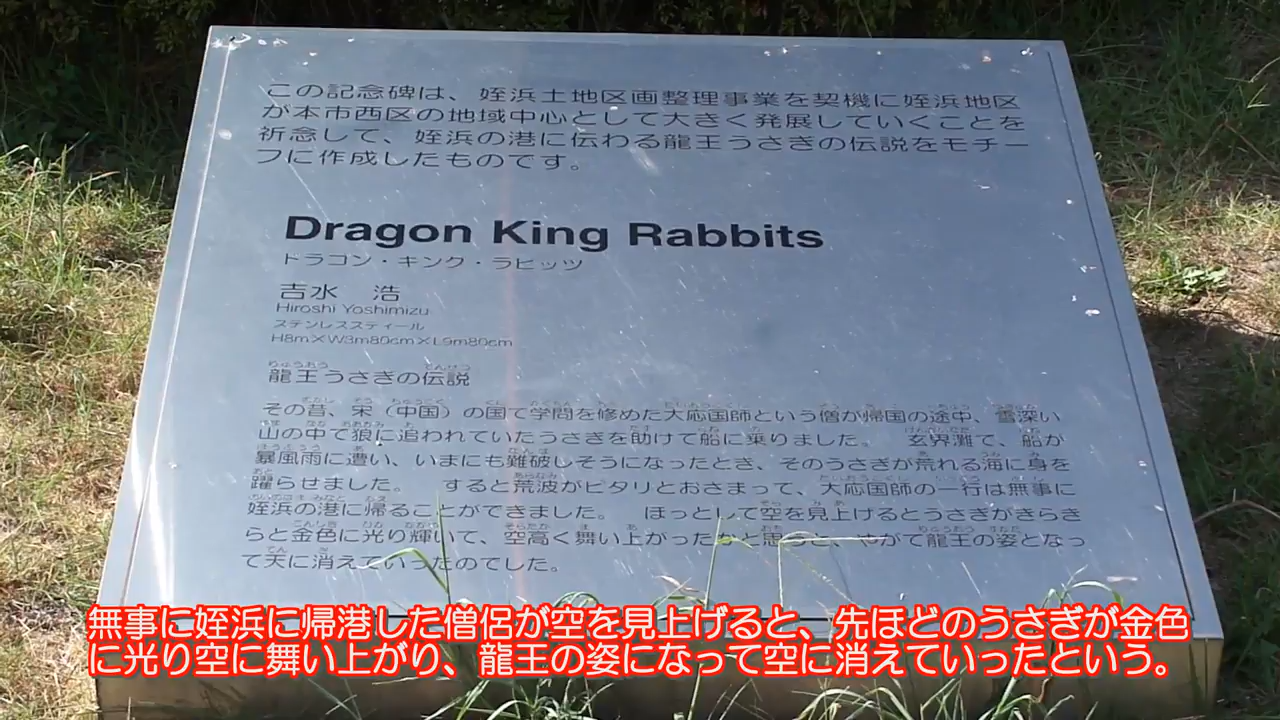 この記念碑は、姪浜土地区画整理事業を契機に姪浜地区
が本市西区の地域中心として大きく発展していくことを
祈念して、姪浜の港に伝わる龍王うさぎの伝説をモチー
フに作成したものです。
Dragon King Rabbits
ドラゴン・キング・ラビッツ
吉水 浩
Hiroshi Yoshimizu
ステンレススティール
H8m×W3m80cm×L9m80cm
りゅうおう でんせつ
龍王うさぎの伝説
その昔、宋（中国）の国で学問を修めた大応国師という僧が帰国の途中、雪深い
山の中で狼に追われていたうさぎを助けて船に乗りました。 玄界灘で、船が
暴風雨に遭い、いまにも難破しそうになったとき、そのうさぎが荒れる海に身を
躍らせました。 すると荒波がピタリとおさまって、大応国師の一行は無事に
姪浜の港に帰ることができました。 ほっとして空を見上げるとうさぎがきらき
らと金色に光り輝いて、空高く舞い上がったかと思うと、やがて龍王の姿となっ
て天に消えていったのでした。
無事に姪浜に帰港した僧侶が空を見上げると、先ほどのうさぎが金色
に光り空に舞い上がり、龍王の姿になって空に消えていったという。